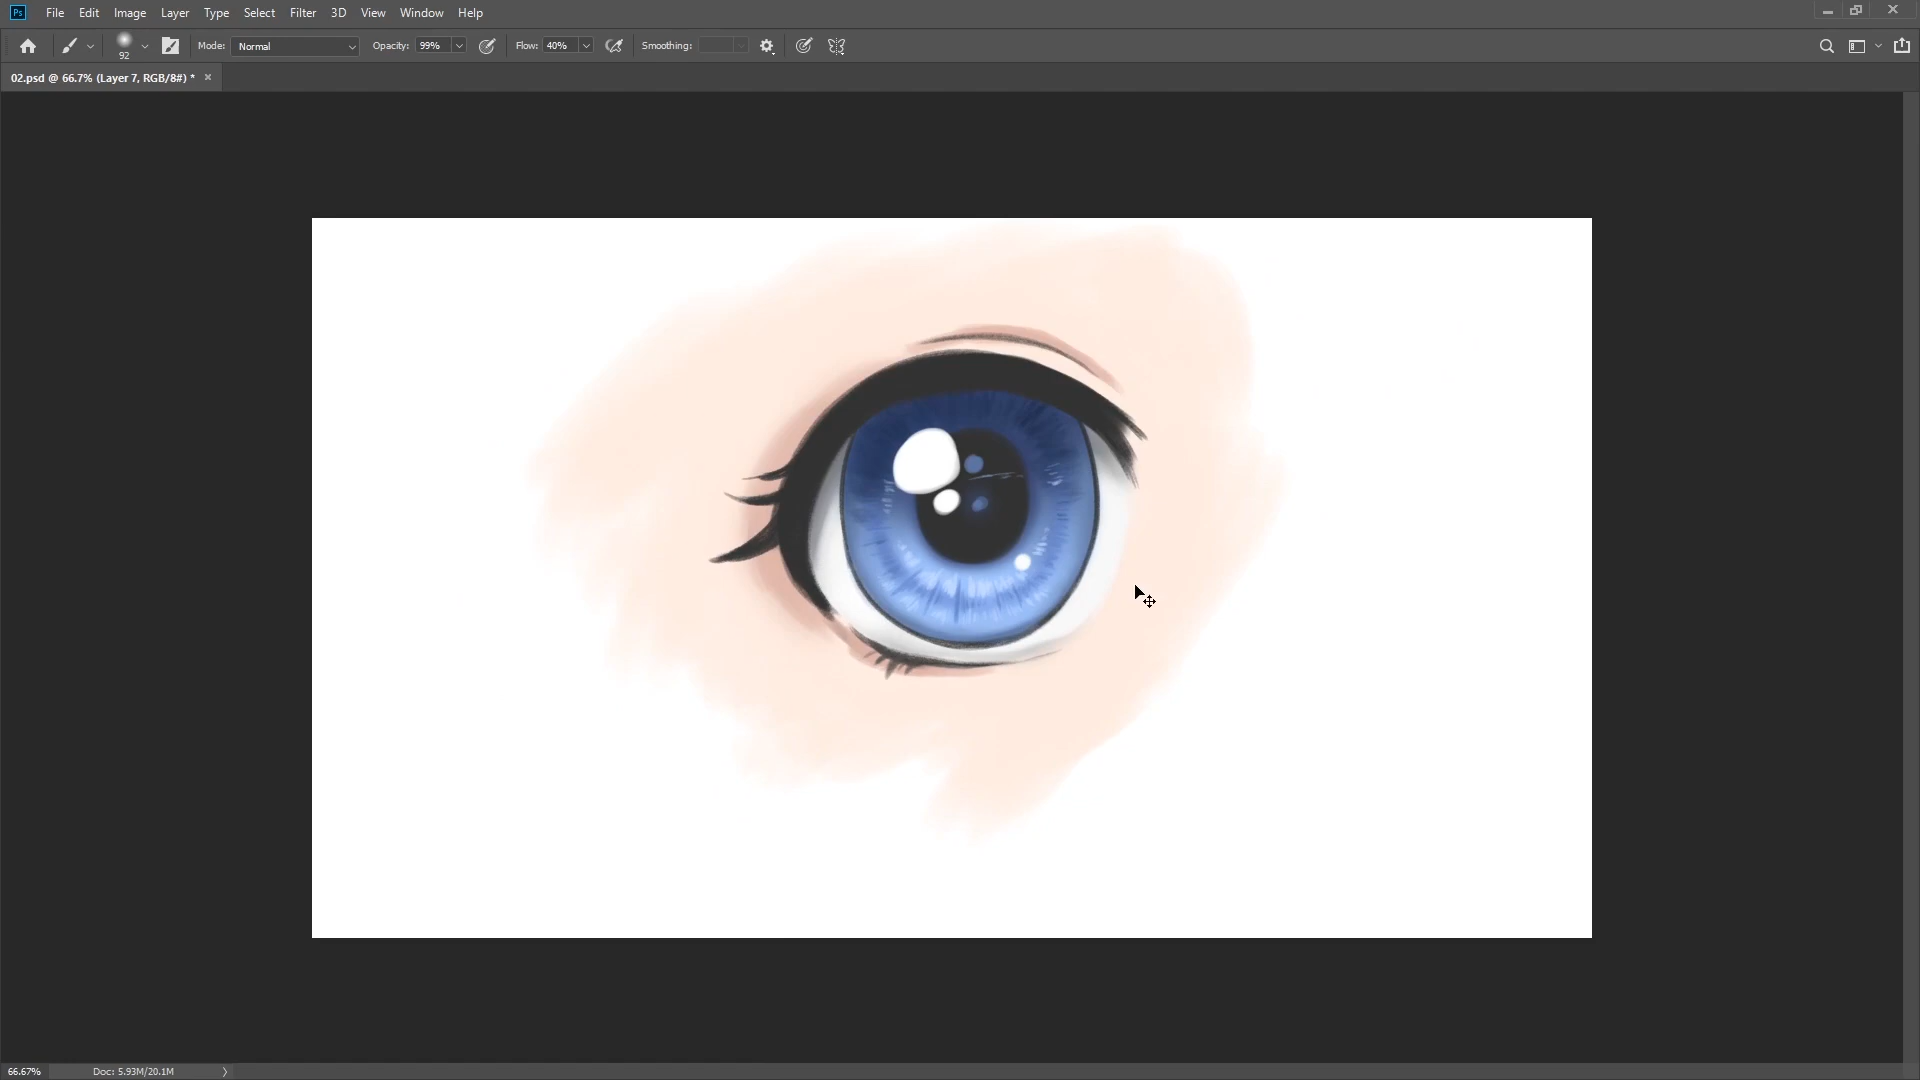 Ps File Edit Image Layer Type Select Filter 3D View Window Help
92 Mode: Normal Opacity: 99% Flow: 40% Smoothing:
02.psd @ 66.7% (Layer 7, RGB/8#) * ×
66.67% Doc: 5.93M/20.1M